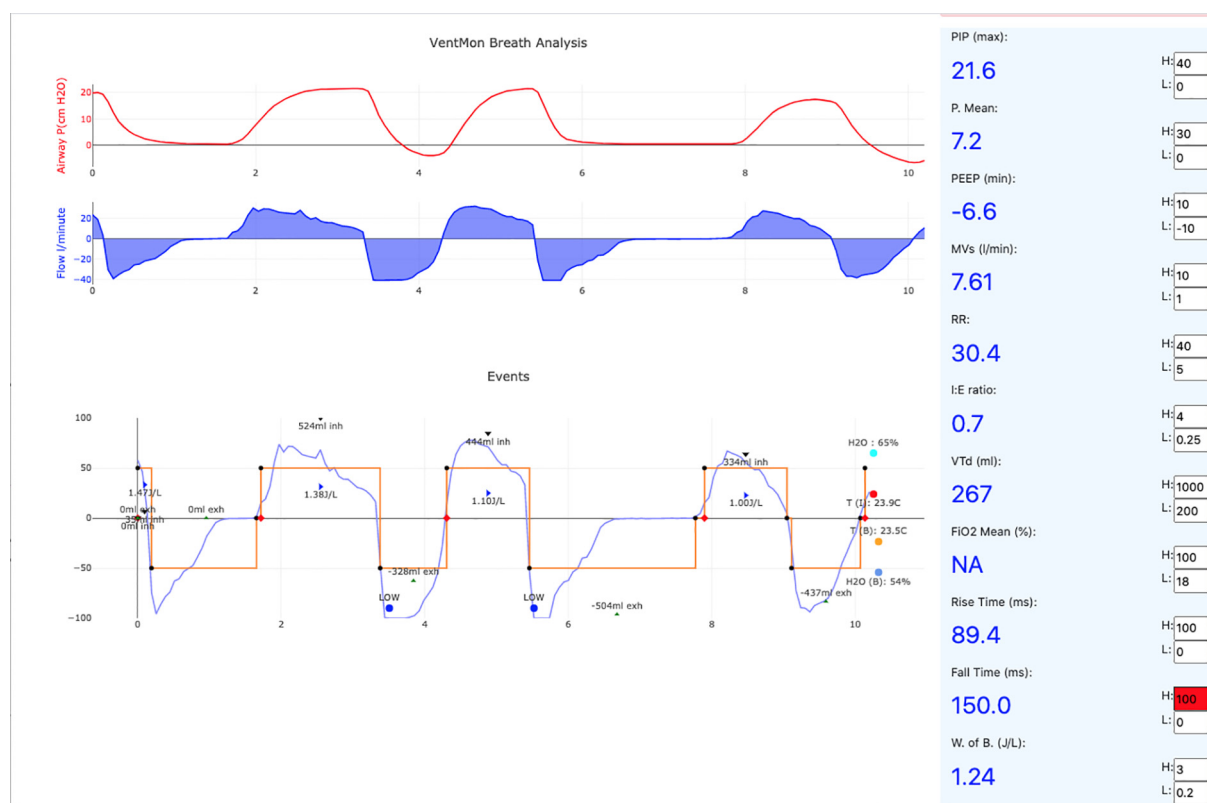 VentMon Breath Analysis
Airway P(cm H2O)
20
10
0
0
2
4
6
8
10
Flow l/minute
20
0
−20
−40
0
2
4
6
8
10
Events
100
50
0
−50
−100
524ml inh
444ml inh
334ml inh
1.47J/L
1.38J/L
1.10J/L
1.00J/L
0ml exh
0ml exh
0ml inh
-328ml exh
-504ml exh
-437ml exh
LOW
LOW
H2O : 65%
T (I): 23.9C
T (B): 23.5C
H2O (B): 54%
0
2
4
6
8
10
PIP (max):
21.6
H: 40
L: 0
P. Mean:
7.2
H: 30
L: 0
PEEP (min):
-6.6
H: 10
L: -10
MVs (l/min):
7.61
H: 10
L: 1
RR:
30.4
H: 40
L: 5
I:E ratio:
0.7
H: 4
L: 0.25
VTd (ml):
267
H: 1000
L: 200
FiO2 Mean (%):
NA
H: 100
L: 18
Rise Time (ms):
89.4
H: 100
L: 0
Fall Time (ms):
150.0
H: 100
L: 0
W. of B. (J/L):
1.24
H: 3
L: 0.2